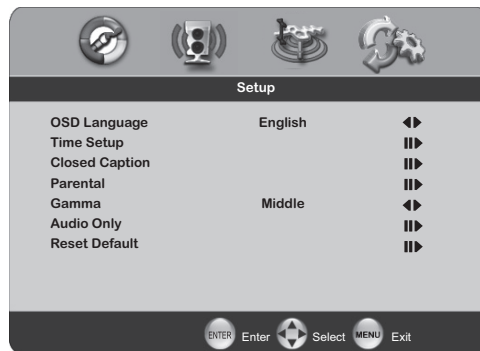 Setup
OSD Language English
Time Setup
Closed Caption
Parental
Gamma Middle
Audio Only
Reset Default
ENTER Enter Select MENU Exit